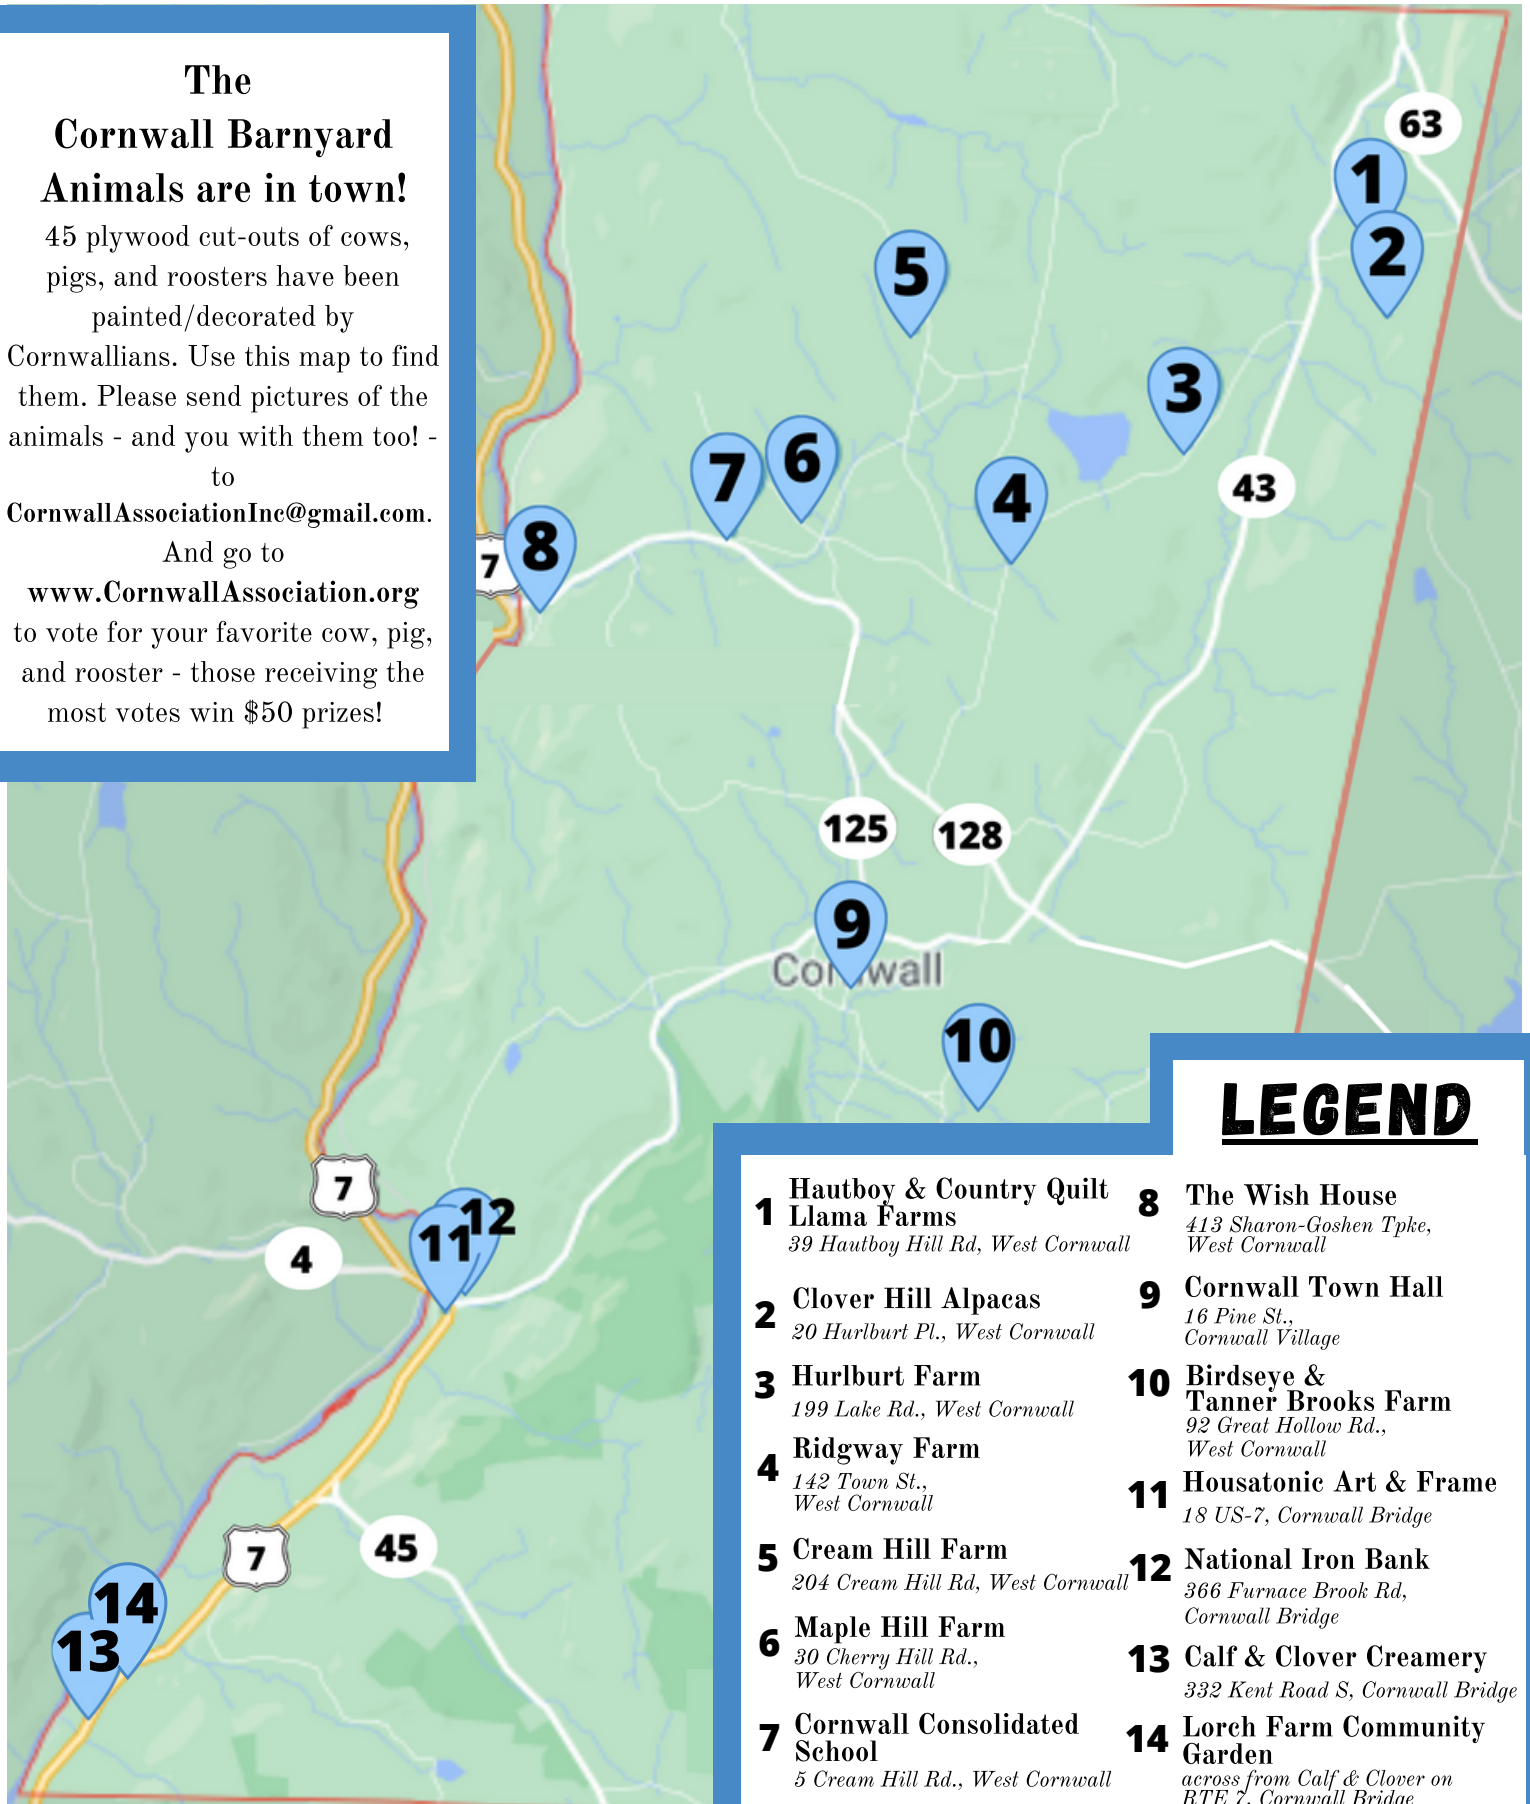 The
Cornwall Barnyard
Animals are in town!
45 plywood cut-outs of cows,
pigs, and roosters have been
painted/decorated by
Cornwallians. Use this map to find
them. Please send pictures of the
animals - and you with them too! -
to
CornwallAssociationInc@gmail.com.
And go to
www.CornwallAssociation.org
to vote for your favorite cow, pig,
and rooster - those receiving the
most votes win $50 prizes!
63
1
2
5
3
6
7
4
43
8
7
125
128
9
Cornwall
10
7
12
11
4
7
45
14
13
LEGEND
1
Hautboy & Country Quilt
Llama Farms
39 Hautboy Hill Rd, West Cornwall
2
Clover Hill Alpacas
20 Hurlburt Pl., West Cornwall
3
Hurlburt Farm
199 Lake Rd., West Cornwall
4
Ridgway Farm
142 Town St.,
West Cornwall
5
Cream Hill Farm
204 Cream Hill Rd, West Cornwall
6
Maple Hill Farm
30 Cherry Hill Rd.,
West Cornwall
7
Cornwall Consolidated
School
5 Cream Hill Rd., West Cornwall
8
The Wish House
413 Sharon-Goshen Tpke,
West Cornwall
9
Cornwall Town Hall
16 Pine St.,
Cornwall Village
10
Birdseye &
Tanner Brooks Farm
92 Great Hollow Rd.,
West Cornwall
11
Housatonic Art & Frame
18 US-7, Cornwall Bridge
12
National Iron Bank
366 Furnace Brook Rd,
Cornwall Bridge
13
Calf & Clover Creamery
332 Kent Road S, Cornwall Bridge
14
Lorch Farm Community
Garden
across from Calf & Clover on
RTE 7, Cornwall Bridge